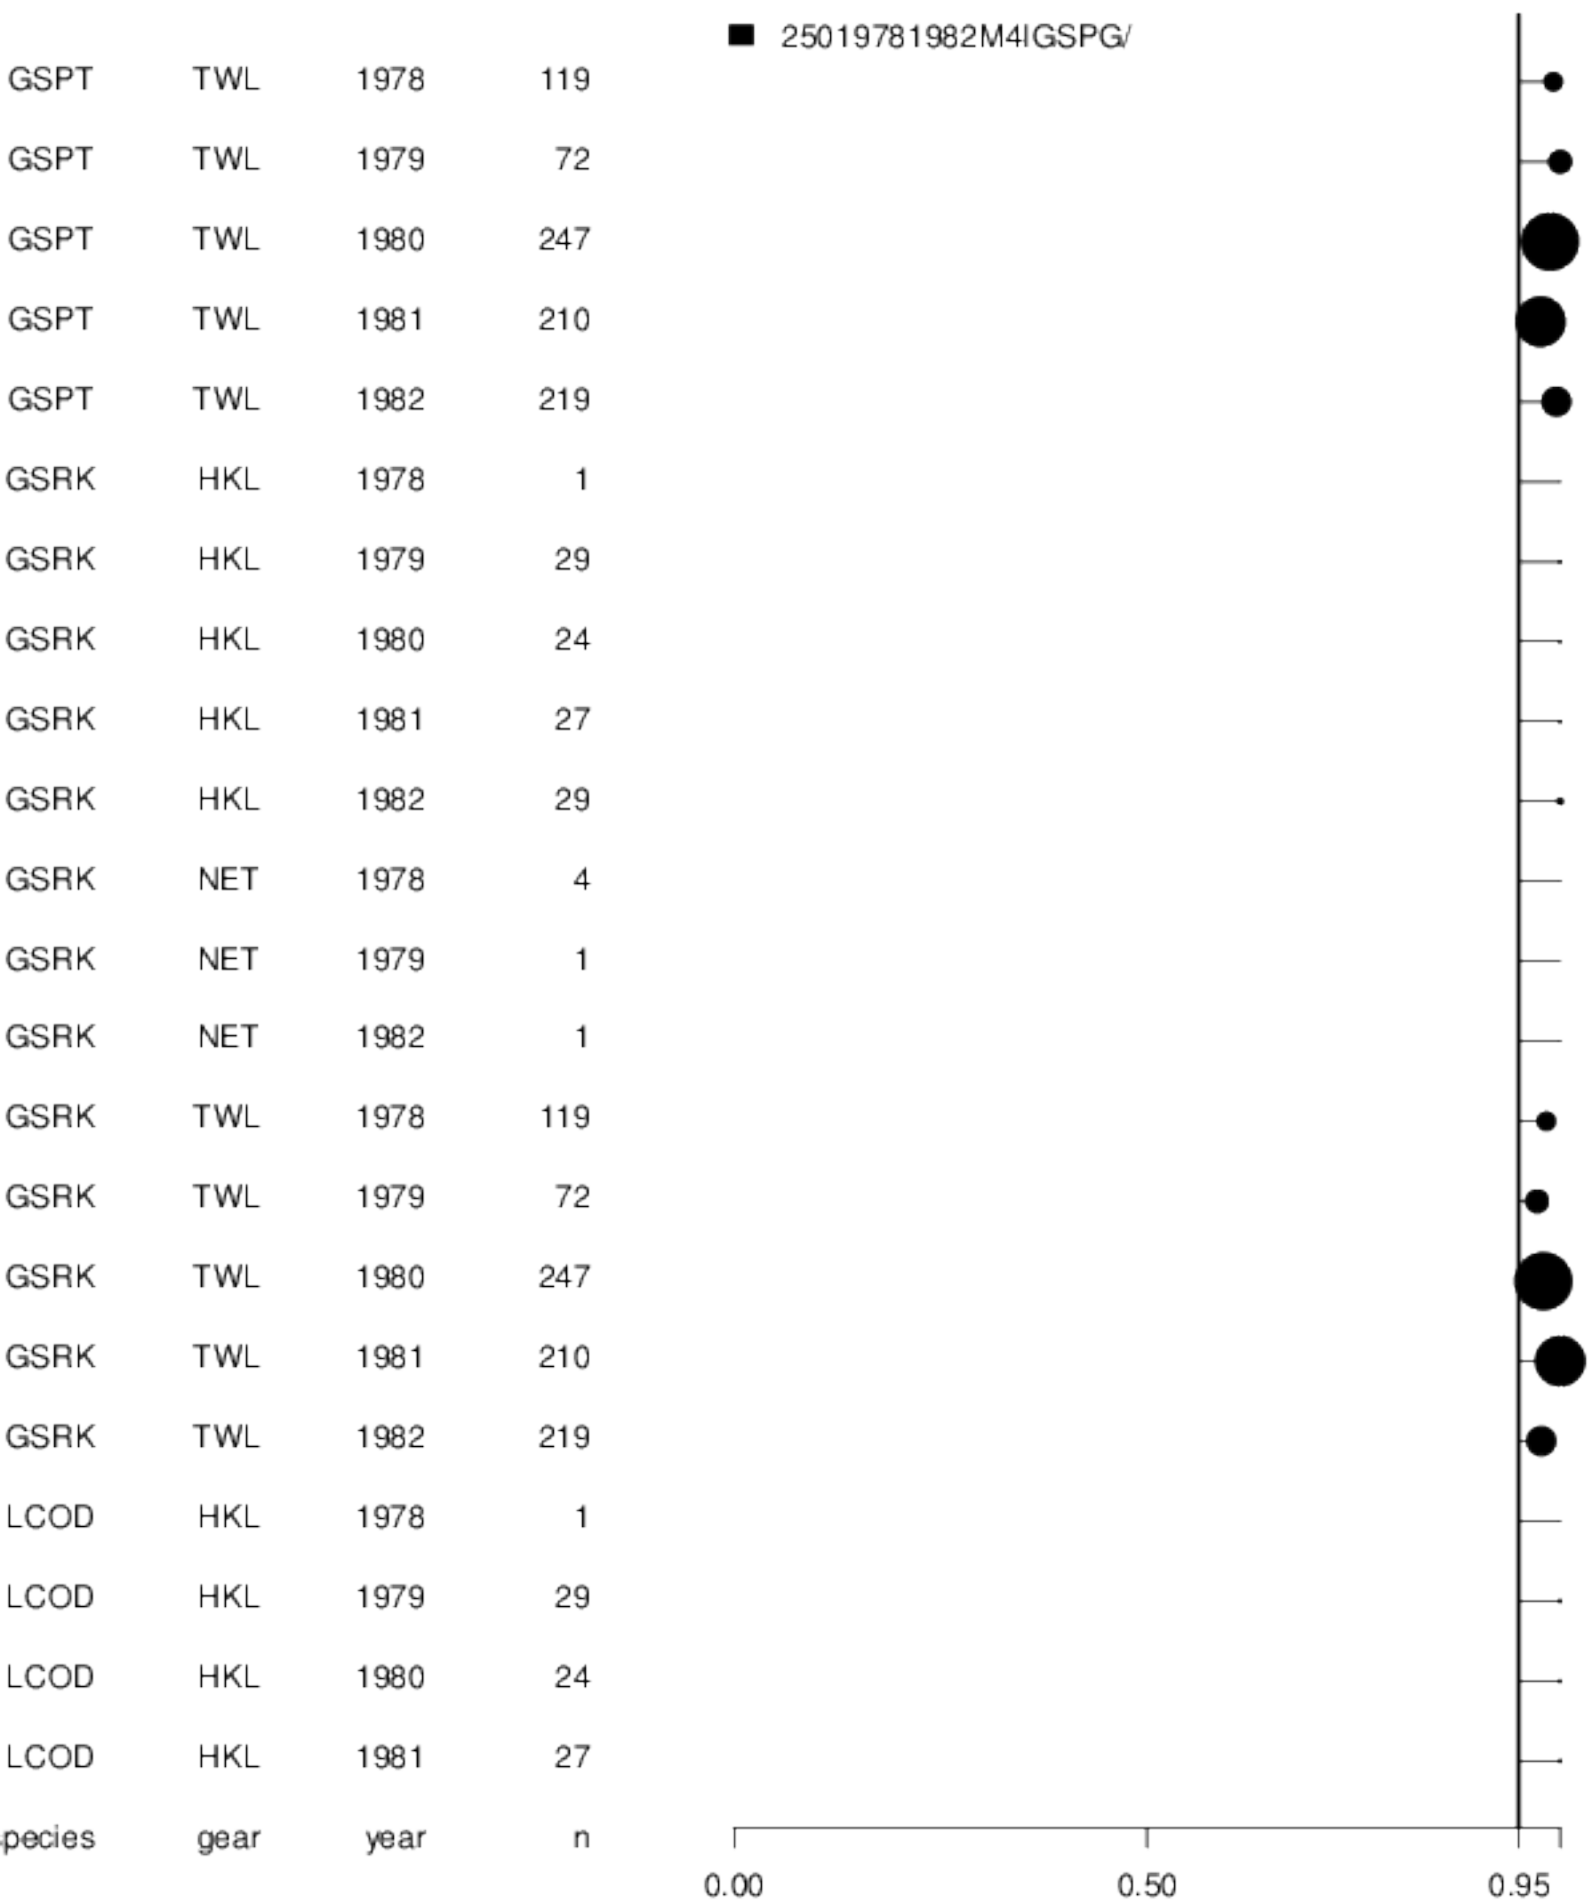 25019781982M4IGSPG/
GSPT TWL 1978 119
GSPT TWL 1979 72
GSPT TWL 1980 247
GSPT TWL 1981 210
GSPT TWL 1982 219
GSRK HKL 1978 1
GSRK HKL 1979 29
GSRK HKL 1980 24
GSRK HKL 1981 27
GSRK HKL 1982 29
GSRK NET 1978 4
GSRK NET 1979 1
GSRK NET 1982 1
GSRK TWL 1978 119
GSRK TWL 1979 72
GSRK TWL 1980 247
GSRK TWL 1981 210
GSRK TWL 1982 219
LCOD HKL 1978 1
LCOD HKL 1979 29
LCOD HKL 1980 24
LCOD HKL 1981 27
pecies gear year n
0.00 0.50 0.95